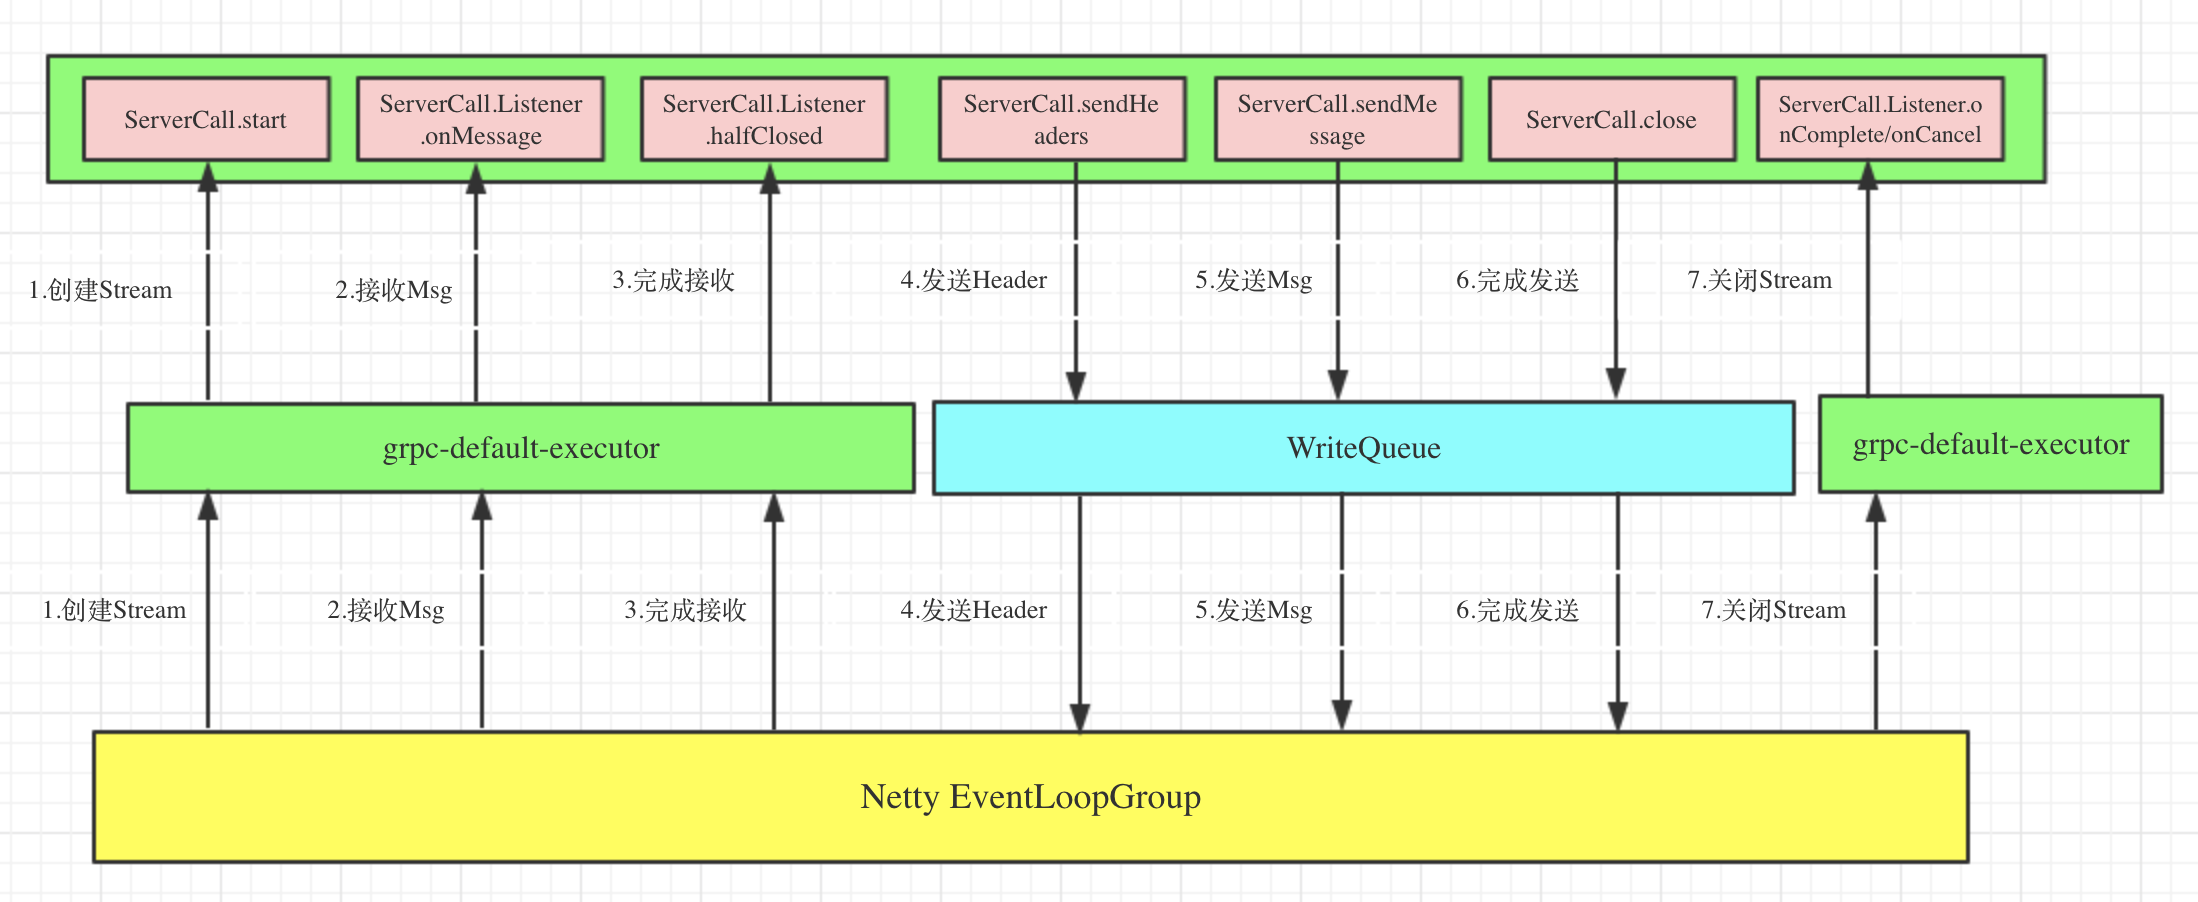 ServerCall.start
ServerCall.Listener
.onMessage
ServerCall.Listener
.halfClosed
ServerCall.sendHe
aders
ServerCall.sendMe
ssage
ServerCall.close
ServerCall.Listener.o
nComplete/onCancel
1.创建Stream
2.接收Msg
3.完成接收
4.发送Header
5.发送Msg
6.完成发送
7.关闭Stream
grpc-default-executor
WriteQueue
grpc-default-executor
1.创建Stream
2.接收Msg
3.完成接收
4.发送Header
5.发送Msg
6.完成发送
7.关闭Stream
Netty EventLoopGroup